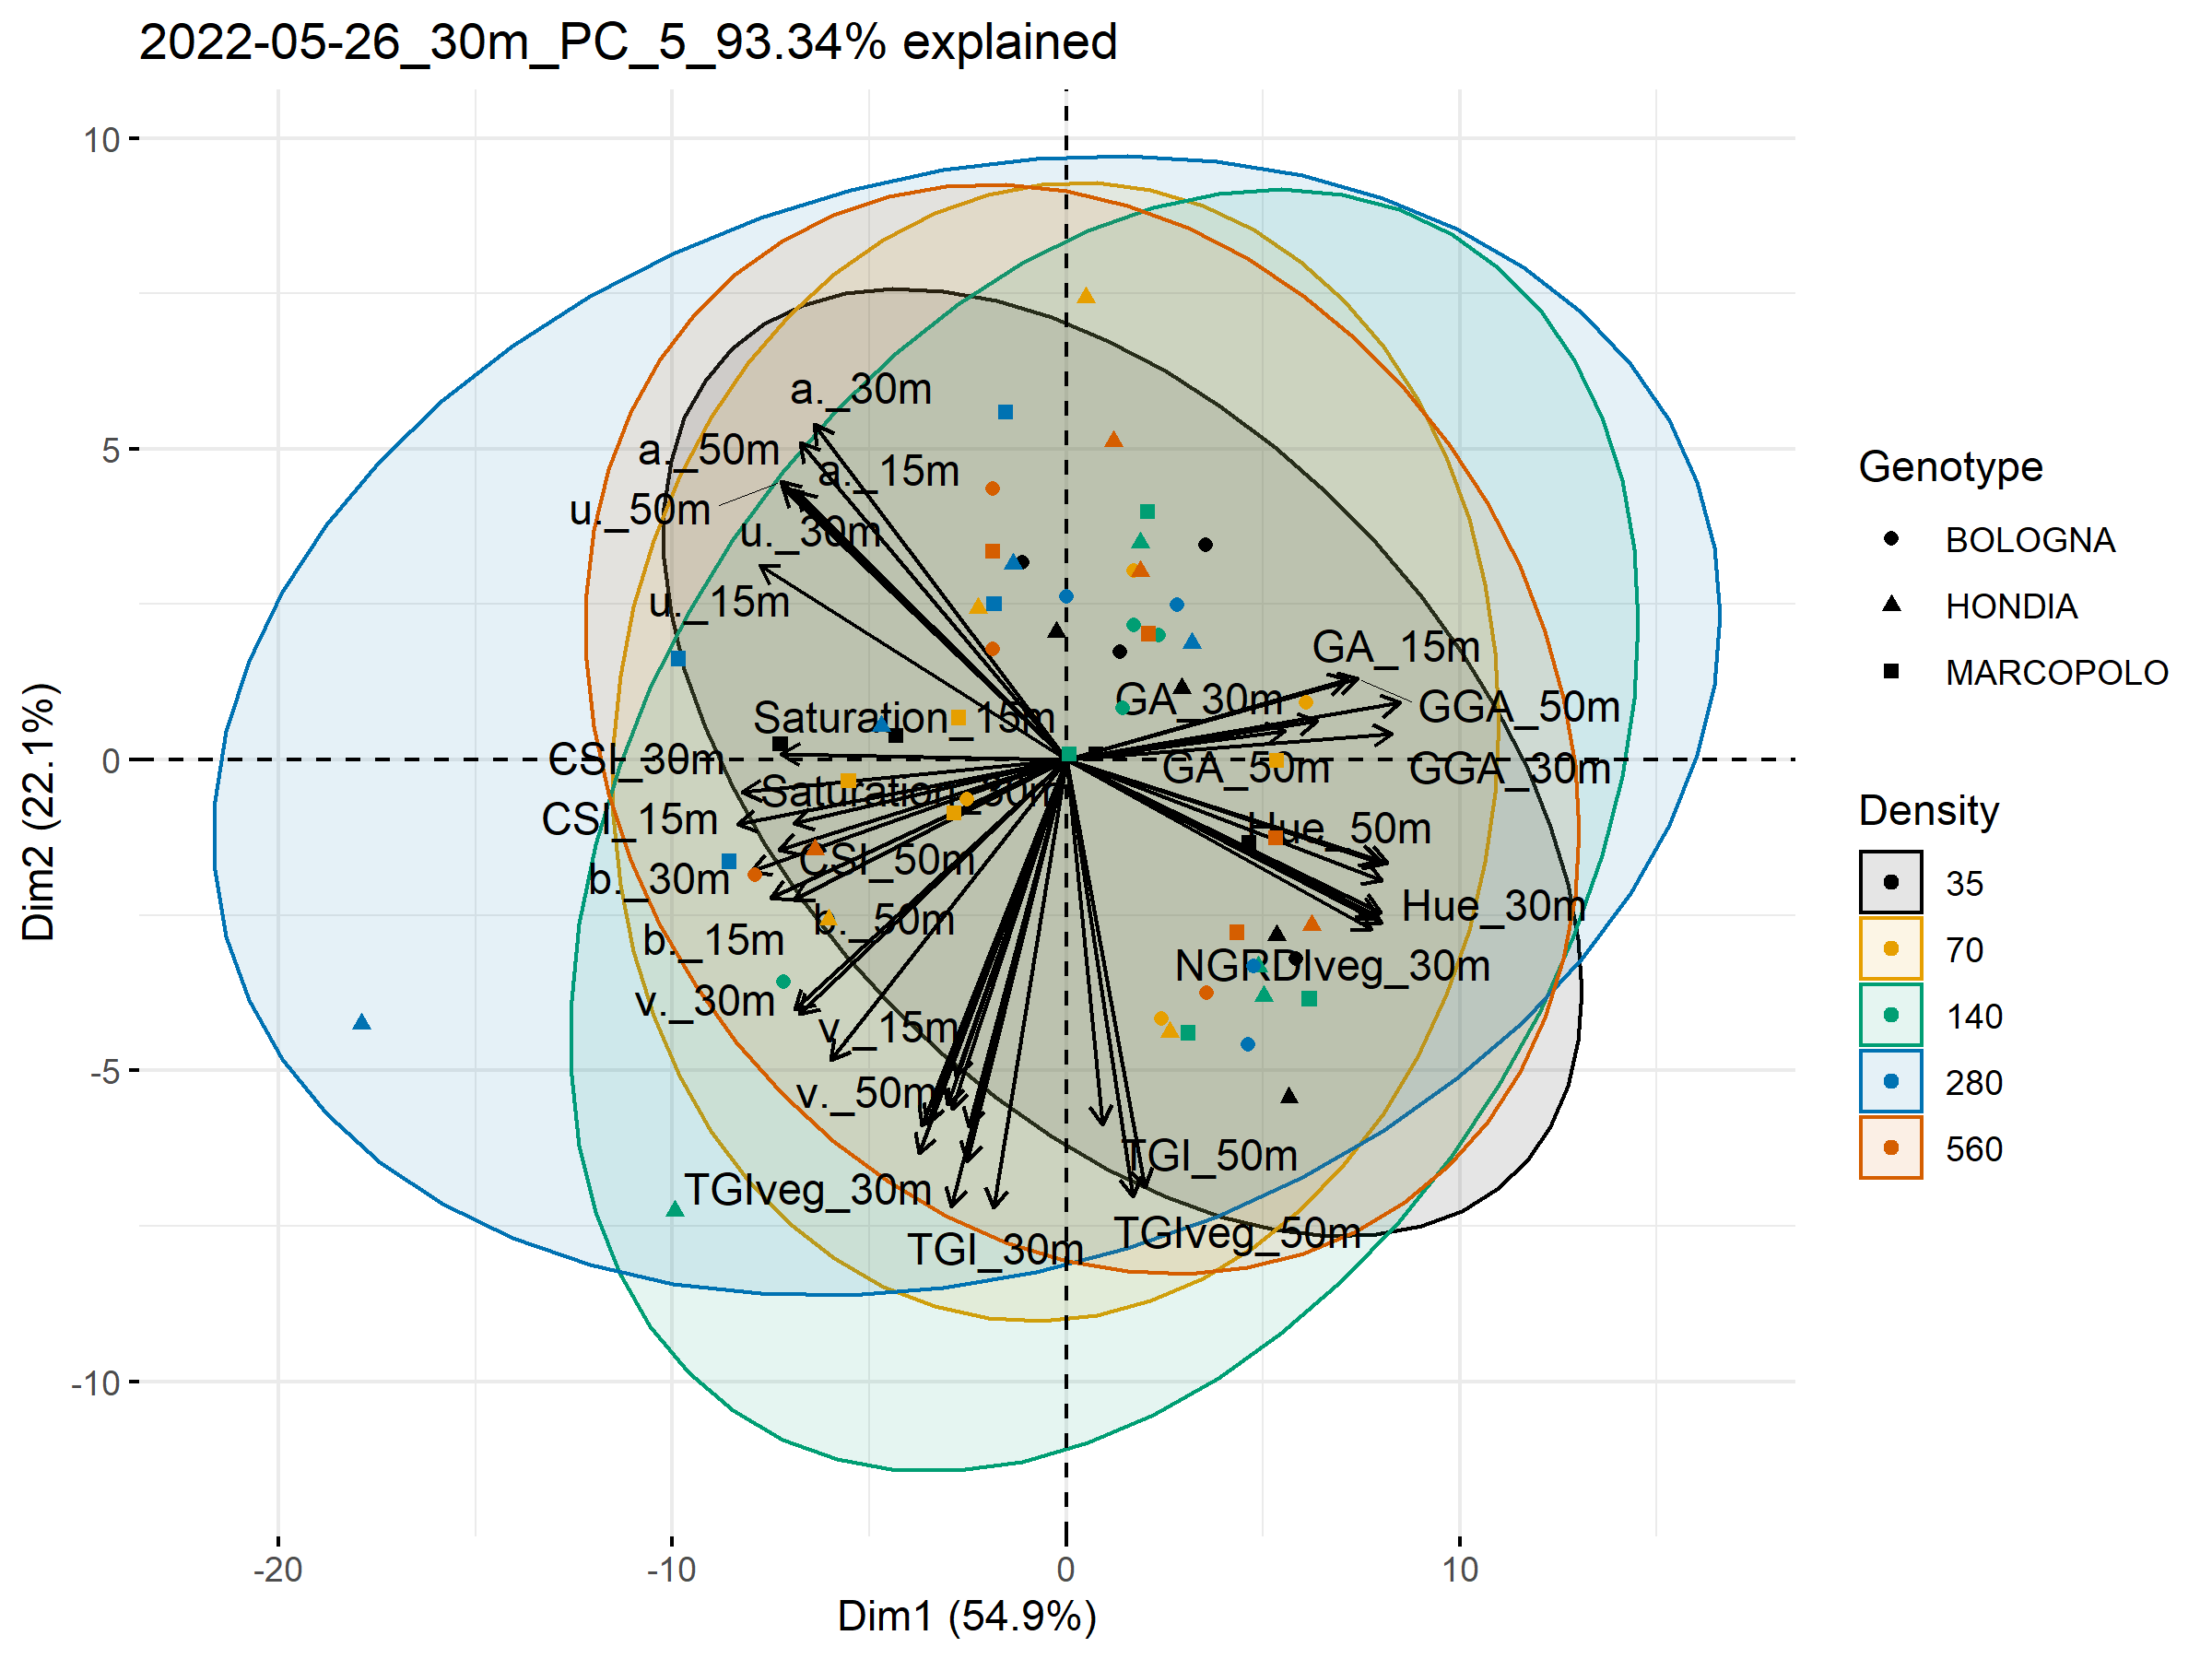 2022-05-26_30m_PC_5_93.34% explained
Dim2 (22.1%)
10
5
0
-5
-10
a._30m
a._50m
a._15m
u._50m
u._30m
u._15m
GA_15m
GA_30m
GGA_50m
Saturation_15m
CSI_30m
GA_50m
GGA_30m
Saturation_30m
CSI_15m
Hue_50m
CSI_50m
b._30m
Hue_30m
b._50m
b._15m
NGRDIveg_30m
v._30m
v._15m
v._50m
TGI_50m
TGIveg_30m
TGIveg_50m
TGI_30m
-20
-10
0
10
Dim1 (54.9%)
Genotype
BOLOGNA
HONDIA
MARCOPOLO
Density
35
70
140
280
560